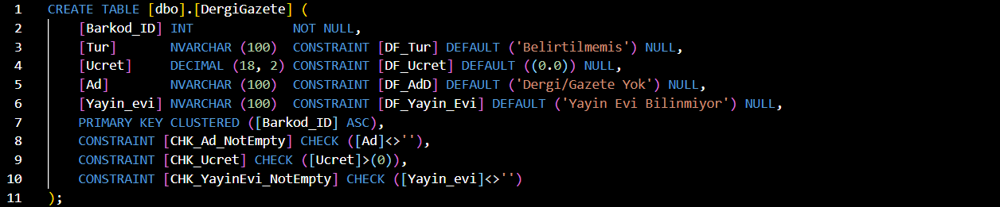 1 CREATE TABLE [dbo].[DergiGazete] (
2 [Barkod_ID] INT NOT NULL,
3 [Tur] NVARCHAR (100) CONSTRAINT [DF_Tur] DEFAULT ('Belirtilmemis') NULL,
4 [Ucret] DECIMAL (18, 2) CONSTRAINT [DF_Ucret] DEFAULT ((0.0)) NULL,
5 [Ad] NVARCHAR (100) CONSTRAINT [DF_AdD] DEFAULT ('Dergi/Gazete Yok') NULL,
6 [Yayin_evi] NVARCHAR (100) CONSTRAINT [DF_Yayin_Evi] DEFAULT ('Yayin Evi Bilinmiyor') NULL,
7 PRIMARY KEY CLUSTERED ([Barkod_ID] ASC),
8 CONSTRAINT [CHK_Ad_NotEmpty] CHECK ([Ad]<>''),
9 CONSTRAINT [CHK_Ucret] CHECK ([Ucret]>(0)),
10 CONSTRAINT [CHK_YayinEvi_NotEmpty] CHECK ([Yayin_evi]<>'')
11 );